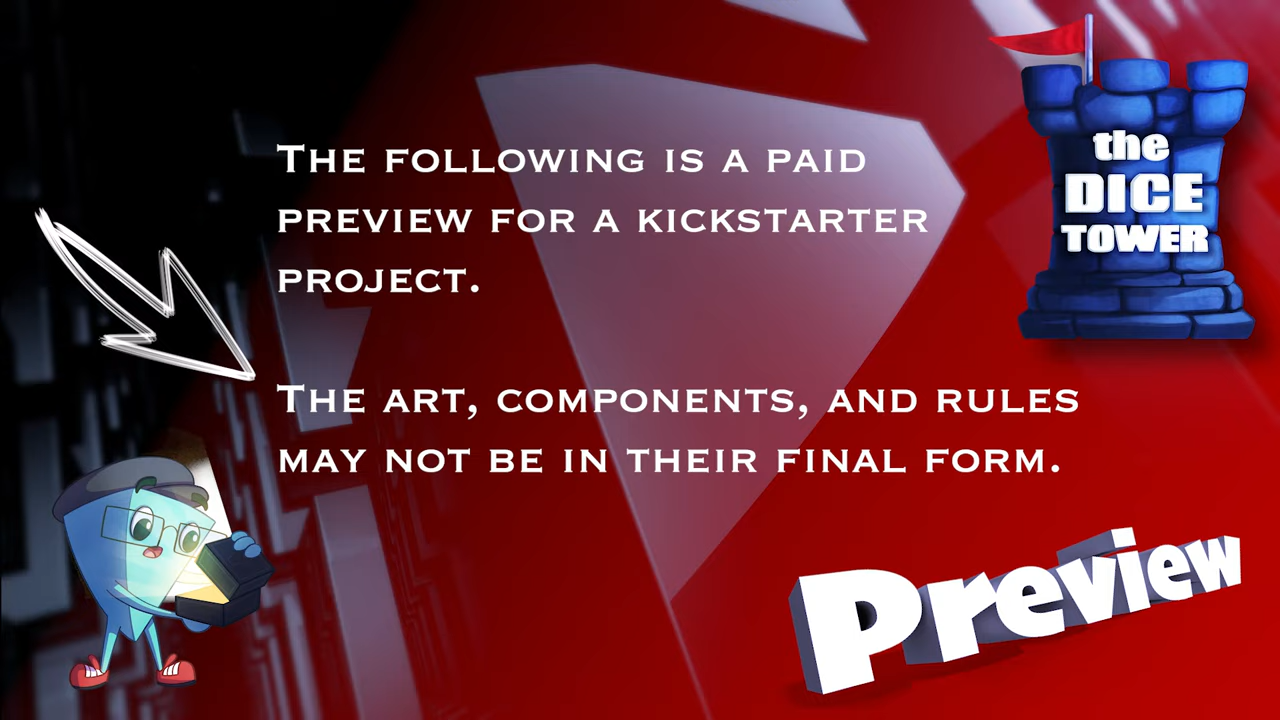 THE FOLLOWING IS A PAID
PREVIEW FOR A KICKSTARTER
PROJECT.
THE ART, COMPONENTS, AND RULES
MAY NOT BE IN THEIR FINAL FORM.
the
DICE
TOWER
Preview